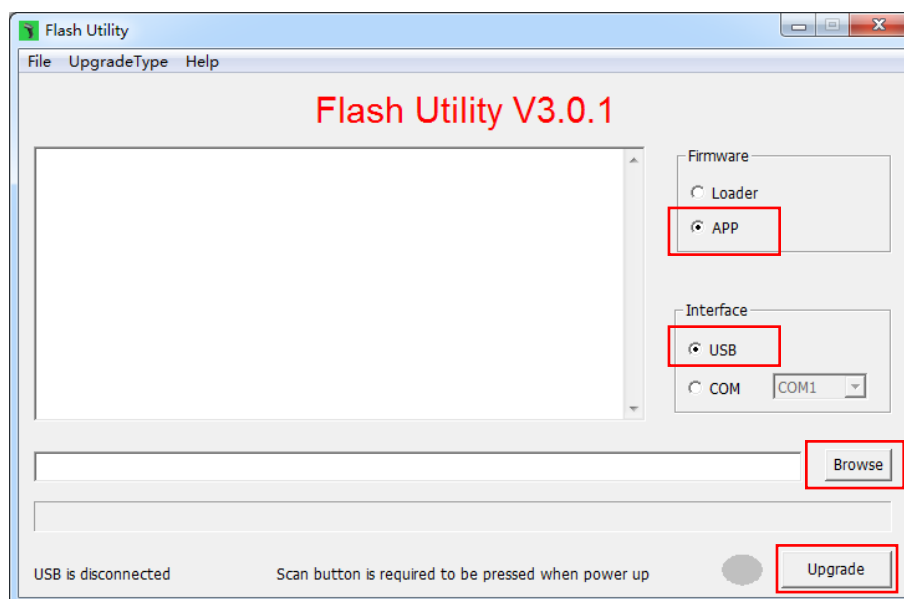 Flash Utility
File UpgradeType Help
Flash Utility V3.0.1
Firmware
Loader
APP
Interface
USB
COM COM1
Browse
USB is disconnected Scan button is required to be pressed when power up Upgrade